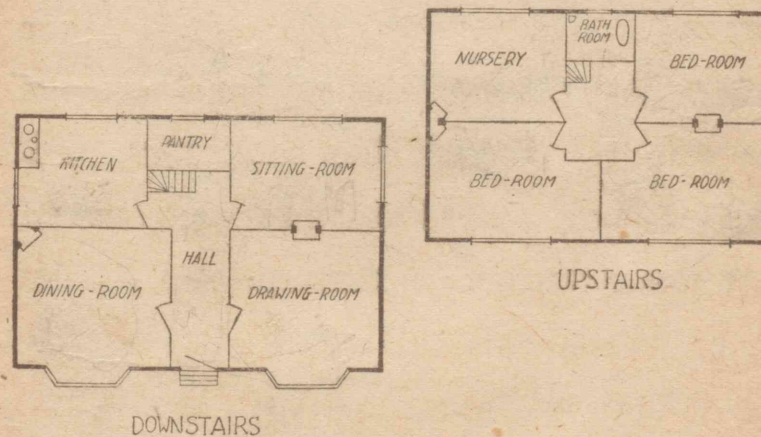 BATH
ROOM
NURSERY
BED-ROOM
BED-ROOM
BED-ROOM
UPSTAIRS
KITCHEN
PANTRY
SITTING-ROOM
HALL
DINING-ROOM
DRAWING-ROOM
DOWNSTAIRS